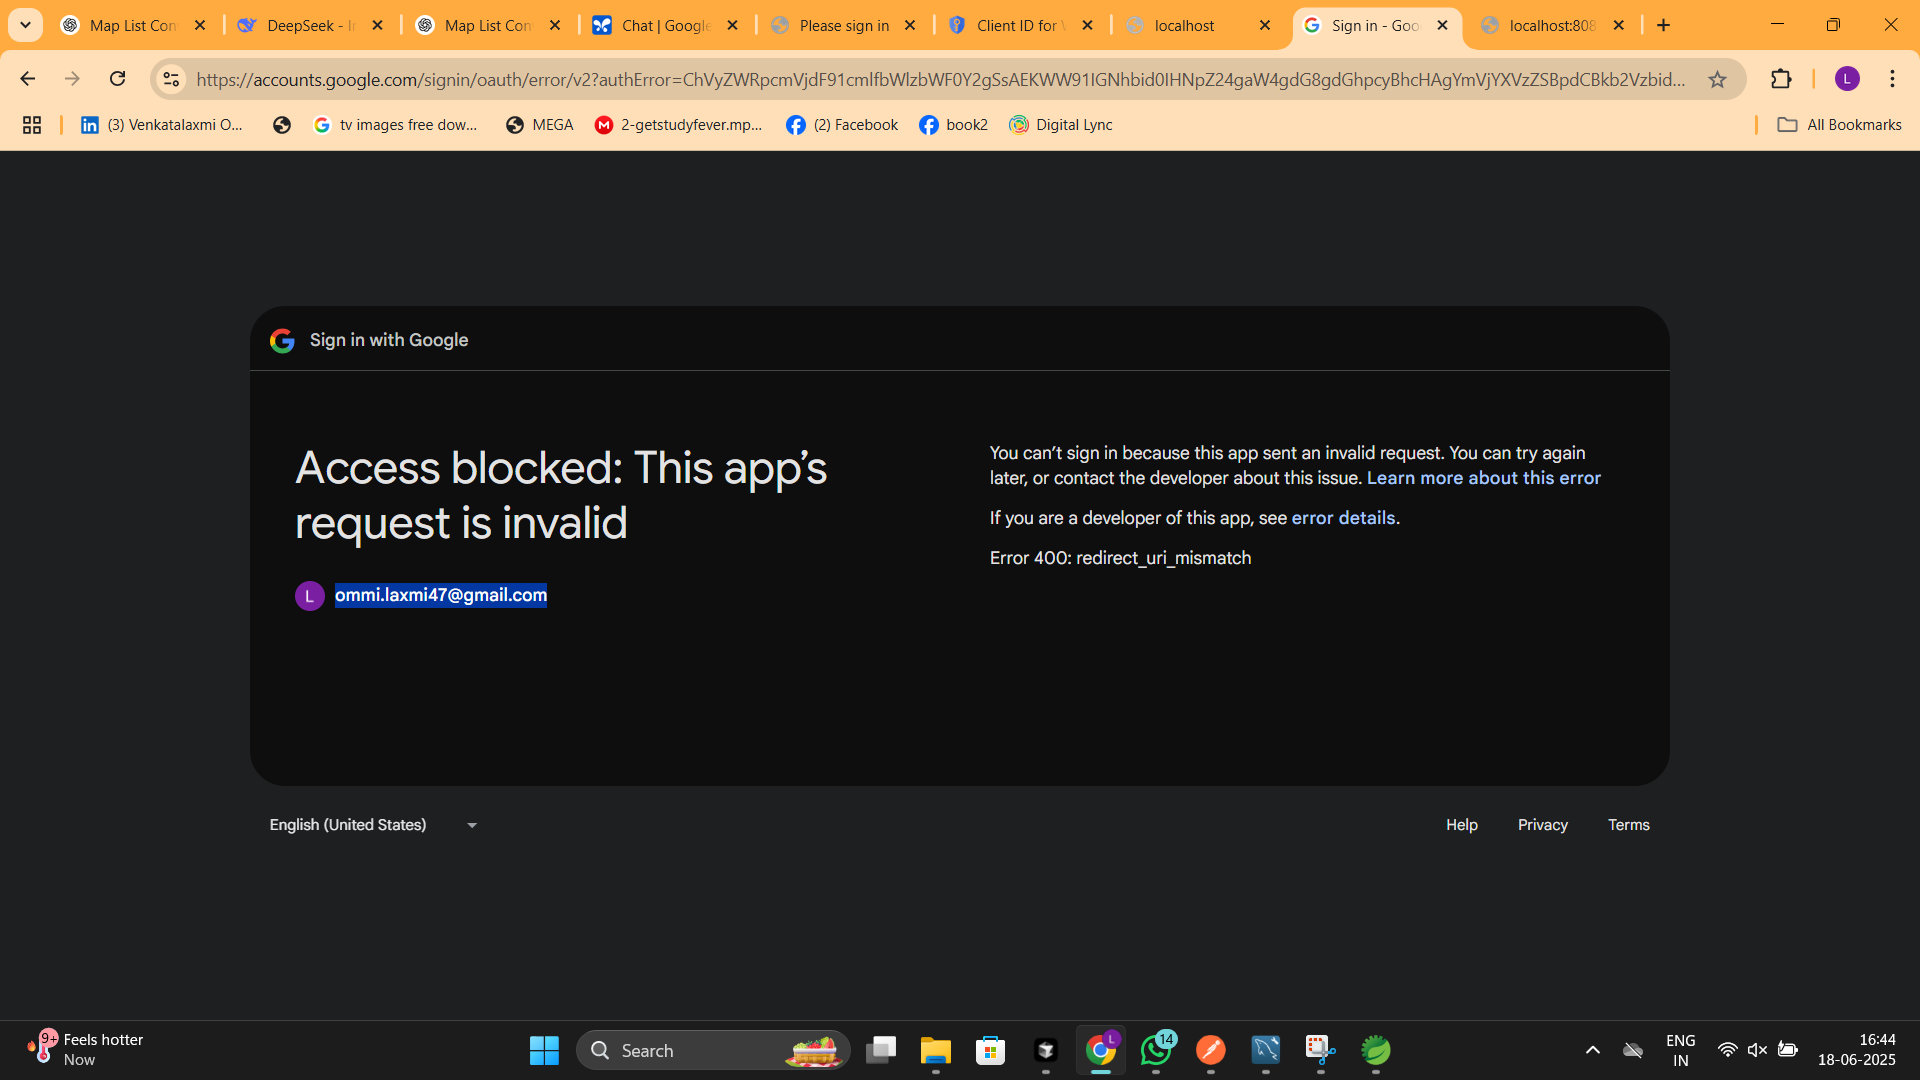 Map List Con
DeepSeek - I
Map List Con
Chat | Google
Please sign in
Client ID for
localhost
Sign in - Goo
localhost:808
https://accounts.google.com/signin/oauth/error/v2?authError=ChVyZWRpcmVjdF91cmlfbWlzbWF0Y2gSsAEKWW91IGNhbid0IHNpZ24gaW4gdG8gdGhpcyBhcHAgYmVjYXVzZSBpdCBkb2Vzbid...
L
(3) Venkatalaxmi O...
tv images free dow...
MEGA
2-getstudyfever.mp...
(2) Facebook
book2
Digital Lync
All Bookmarks
Sign in with Google
Access blocked: This app’s
request is invalid
L
ommi.laxmi47@gmail.com
You can’t sign in because this app sent an invalid request. You can try again
later, or contact the developer about this issue. Learn more about this error
If you are a developer of this app, see error details.
Error 400: redirect_uri_mismatch
English (United States)
Help
Privacy
Terms
9+
Feels hotter
Now
Search
L
14
ENG
IN
16:44
18-06-2025